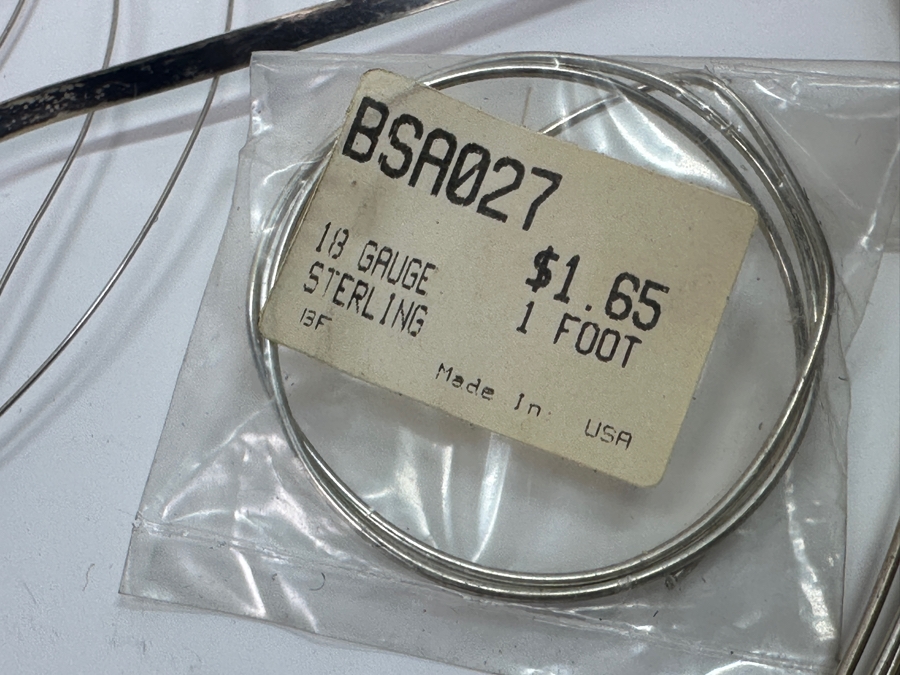 BSA027
18 GAUGE
$1.65
STERLING
1 FOOT
BF
Made In USA